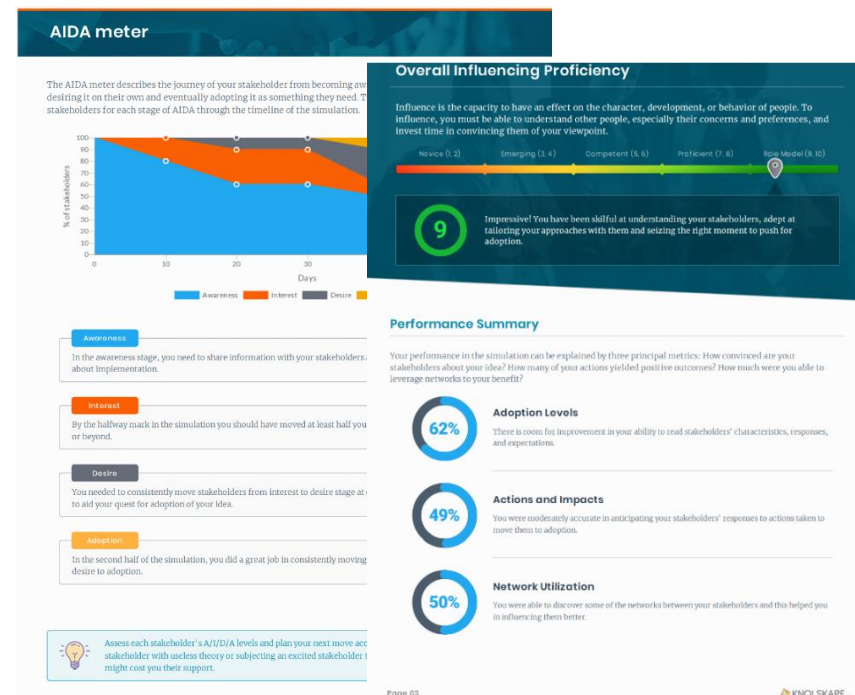 AIDA meter
The AIDA meter describes the journey of your stakeholder from becoming aw
desiring it on their own and eventually adopting it as something they need. T
stakeholders for each stage of AIDA through the timeline of the simulation.
100
90
80
70
60
50
40
30
20
10
0
% of stakeholders
0 10 20 30
Days
Awareness Interest Desire
Awareness
In the awareness stage, you need to share information with your stakeholders
about implementation.
Interest
By the halfway mark in the simulation you should have moved at least half you
or beyond.
Desire
You needed to consistently move stakeholders from interest to desire stage at
to aid your quest for adoption of your idea.
Adoption
In the second half of the simulation, you did a great job in consistently moving
desire to adoption.
Assess each stakeholder's A/I/D/A levels and plan your next move acc
stakeholder with useless theory or subjecting an excited stakeholder
might cost you their support.
Overall Influencing Proficiency
Influence is the capacity to have an effect on the character, development, or behavior of people. To
influence, you must be able to understand other people, especially their concerns and preferences, and
invest time in convincing them of your viewpoint.
Novice (1, 2) Emerging (3, 4) Competent (5, 6) Proficient (7, 8) Role Model (9, 10)
9
Impressive! You have been skilful at understanding your stakeholders, adept at
tailoring your approaches with them and seizing the right moment to push for
adoption.
Performance Summary
Your performance in the simulation can be explained by three principal metrics: How convinced are your
stakeholders about your idea? How many of your actions yielded positive outcomes? How much were you able to
leverage networks to your benefit?
62%
Adoption Levels
There is room for improvement in your ability to read stakeholders' characteristics, responses,
and expectations.
49%
Actions and Impacts
You were moderately accurate in anticipating your stakeholders' responses to actions taken to
move them to adoption.
50%
Network Utilization
You were able to discover some of the networks between your stakeholders and this helped you
in influencing them better.
Page 03
KNOLSKAPE